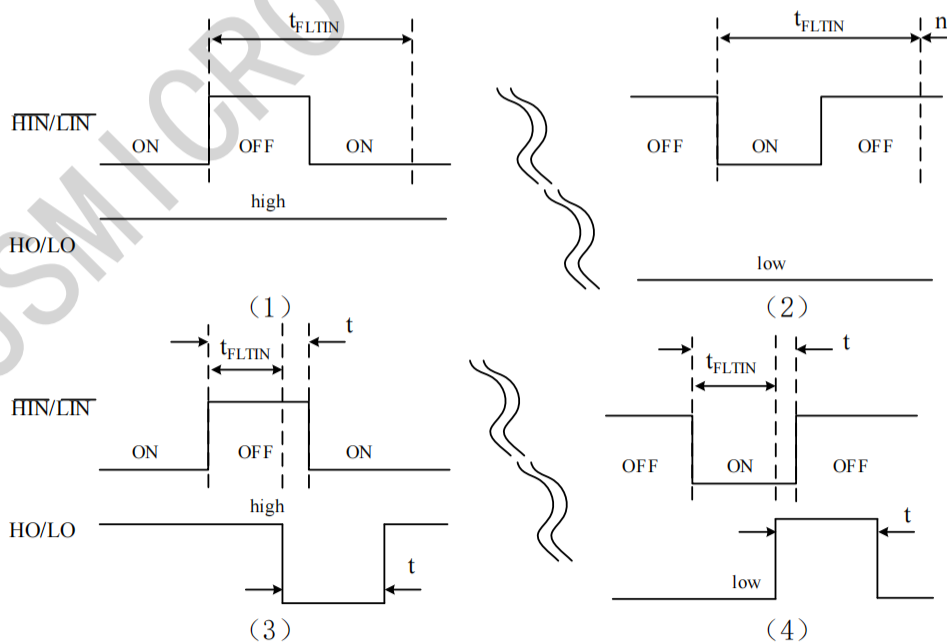 tFLTIN
tFLTIN
n
HIN/LIN
ON
OFF
ON
OFF
ON
OFF
high
HO/LO
low
(1)
(2)
t
tFLTIN
t
tFLTIN
HIN/LIN
ON
OFF
ON
OFF
ON
OFF
high
HO/LO
t
t
low
(3)
(4)
OSMICRO